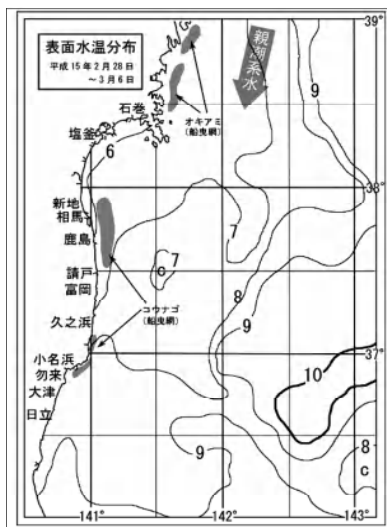 表面水温分布
平成15年2月28日
～3月6日
親潮系水
39°
9
石巻
オキアミ
(船曳網)
塩釜
6
38°
新地
相馬
7
鹿島
7
c
請戸
富岡
8
コウナゴ
(船曳網)
久之浜
9
37°
小名浜
勿来
10
大津
日立
9
8
c
141°
142°
143°